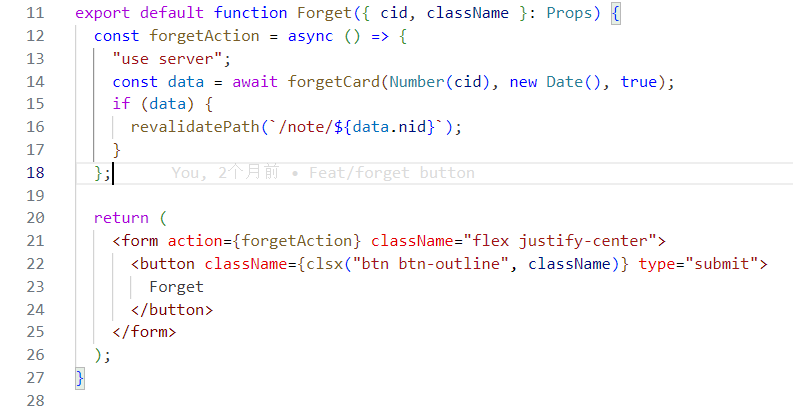 11 export default function Forget({ cid, className }: Props) {
12 const forgetAction = async () => {
13 "use server";
14 const data = await forgetCard(Number(cid), new Date(), true);
15 if (data) {
16 revalidatePath(`/note/${data.nid}`);
17 }
18 }; You, 2个月前 • Feat/forget button
19
20 return (
21 <form action={forgetAction} className="flex justify-center">
22 <button className={clsx("btn btn-outline", className)} type="submit">
23 Forget
24 </button>
25 </form>
26 );
27 }
28